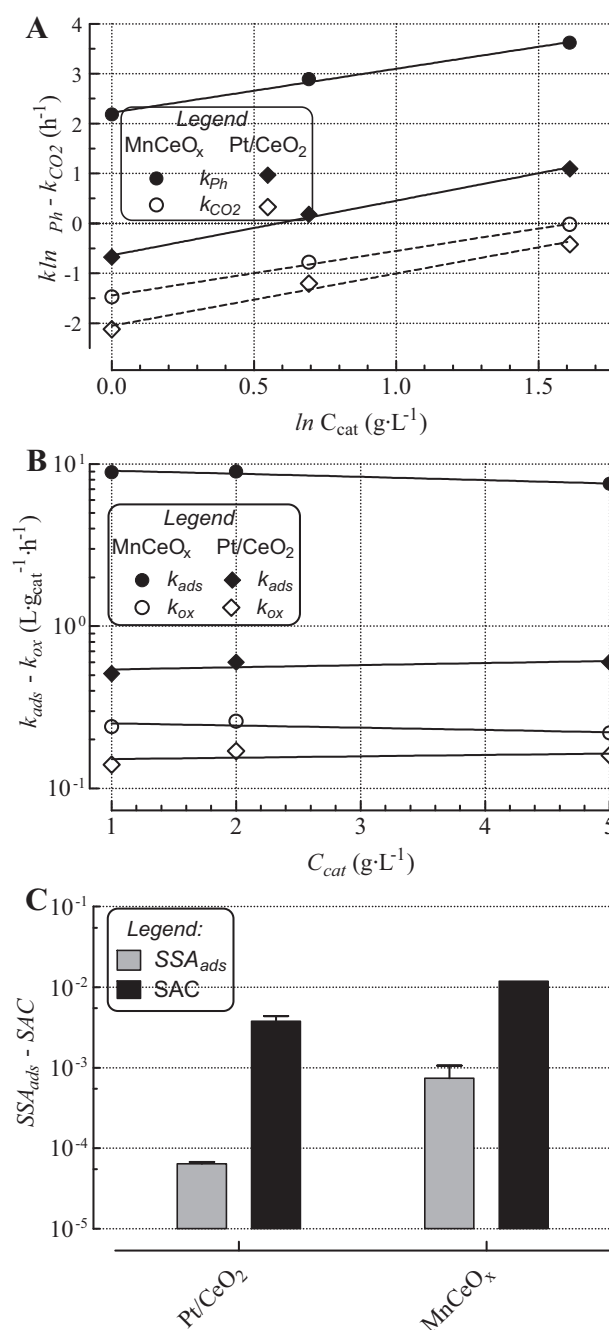 A
k ln Ph - kCO2 (h⁻¹)
4
3
2
1
0
-1
-2
Legend
MnCeOₓ Pt/CeO₂
kPh
kCO2
0.0 0.5 1.0 1.5
ln Ccat (g·L⁻¹)
B
kads - kox (L·gcat⁻¹·h⁻¹)
10¹
10⁰
10⁻¹
Legend
MnCeOₓ Pt/CeO₂
kads kads
kox kox
1 2 3 4 5
Ccat (g·L⁻¹)
C
SSAads - SAC
10⁻¹
10⁻²
10⁻³
10⁻⁴
10⁻⁵
Legend:
SSAads
SAC
Pt/CeO₂
MnCeOₓ